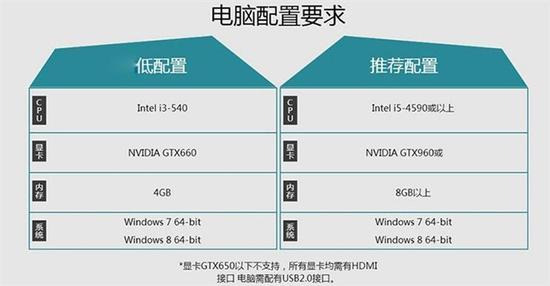 电脑配置要求
低配置
推荐配置
CPU
Intel i3-540
CPU
Intel i5-4590或以上
显卡
NVIDIA GTX660
显卡
NVIDIA GTX960或
内存
4GB
内存
8GB以上
系统
Windows 7 64-bit
Windows 8 64-bit
系统
Windows 7 64-bit
Windows 8 64-bit
*显卡GTX650以下不支持，所有显卡均需有HDMI
接口 电脑需配有USB2.0接口。